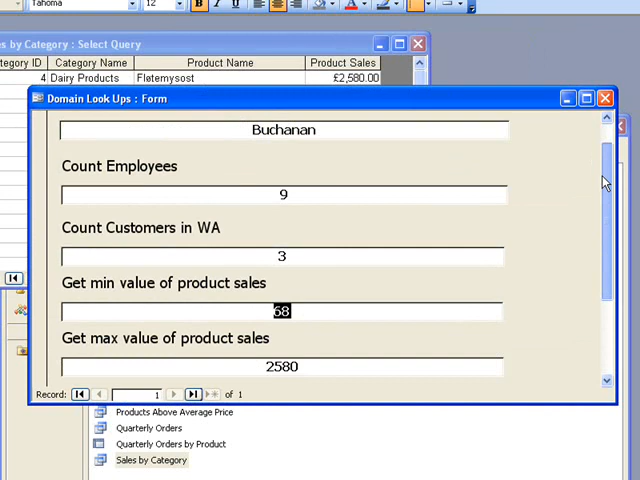 Tahoma 12 B I U A
s by Category : Select Query
tegory ID Category Name Product Name Product Sales
4 Dairy Products Fløtemysost £2,580.00
Domain Look Ups : Form
Buchanan
Count Employees
9
Count Customers in WA
3
Get min value of product sales
68
Get max value of product sales
2580
Record: 1 of 1
Products Above Average Price
Quarterly Orders
Quarterly Orders by Product
Sales by Category